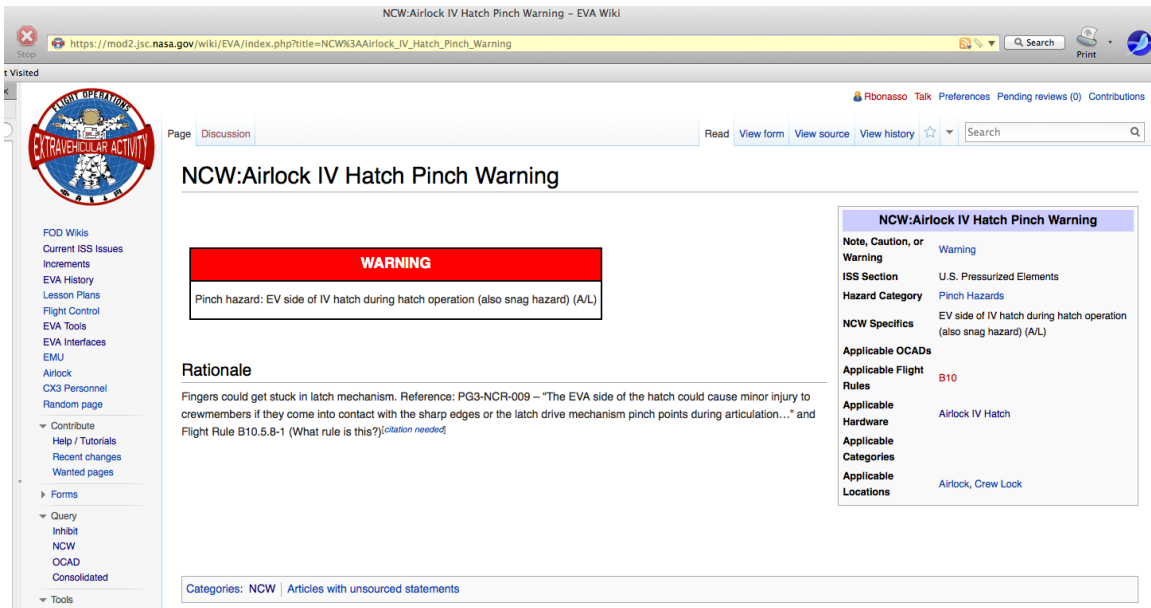 NCW:Airlock IV Hatch Pinch Warning – EVA Wiki
Stop
https://mod2.jsc.nasa.gov/wiki/EVA/index.php?title=NCW%3AAirlock_IV_Hatch_Pinch_Warning
Search
Print
t Visited
FLIGHT OPERATIONS
EXTRAVEHICULAR ACTIVITY
Rbonasso Talk Preferences Pending reviews (0) Contributions
Page Discussion
Read View form View source View history Search
NCW:Airlock IV Hatch Pinch Warning
WARNING
Pinch hazard: EV side of IV hatch during hatch operation (also snag hazard) (A/L)
Rationale
Fingers could get stuck in latch mechanism. Reference: PG3-NCR-009 – “The EVA side of the hatch could cause minor injury to
crewmembers if they come into contact with the sharp edges or the latch drive mechanism pinch points during articulation…” and
Flight Rule B10.5.8-1 (What rule is this?)[citation needed]
NCW:Airlock IV Hatch Pinch Warning
Note, Caution, or
Warning
Warning
ISS Section U.S. Pressurized Elements
Hazard Category Pinch Hazards
NCW Specifics
EV side of IV hatch during hatch operation
(also snag hazard) (A/L)
Applicable OCADs
Applicable Flight
Rules
B10
Applicable
Hardware
Airlock IV Hatch
Applicable
Categories
Applicable
Locations
Airlock, Crew Lock
FOD Wikis
Current ISS Issues
Increments
EVA History
Lesson Plans
Flight Control
EVA Tools
EVA Interfaces
EMU
Airlock
CX3 Personnel
Random page
Contribute
Help / Tutorials
Recent changes
Wanted pages
Forms
Query
Inhibit
NCW
OCAD
Consolidated
Tools
Categories: NCW | Articles with unsourced statements